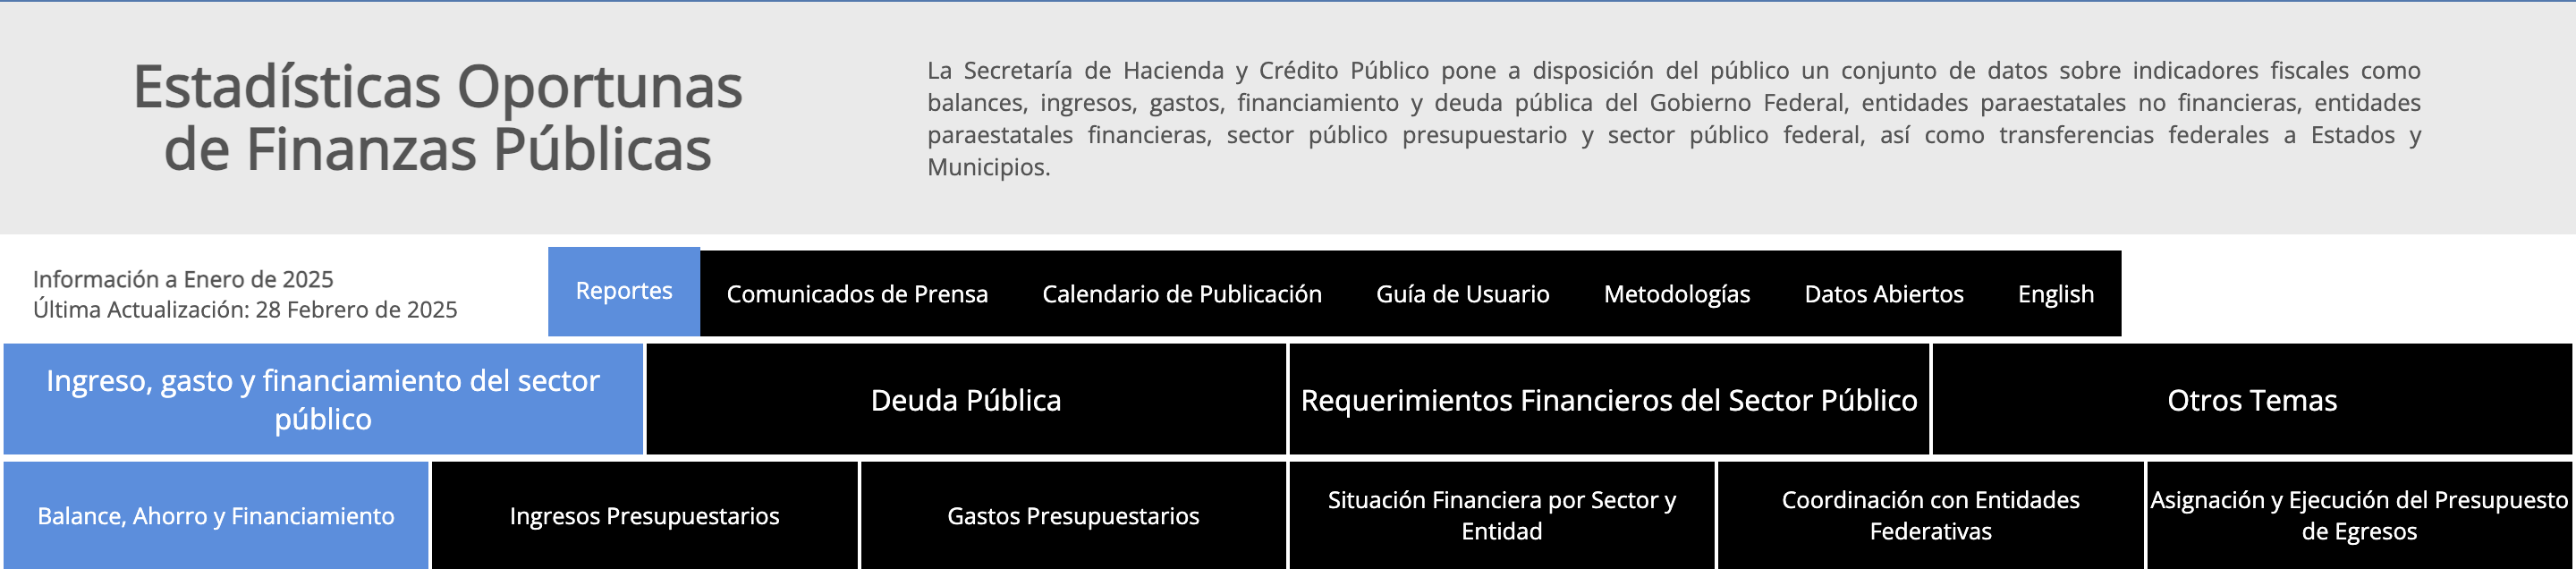 Estadísticas Oportunas
de Finanzas Públicas
La Secretaría de Hacienda y Crédito Público pone a disposición del público un conjunto de datos sobre indicadores fiscales como
balances, ingresos, gastos, financiamiento y deuda pública del Gobierno Federal, entidades paraestatales no financieras, entidades
paraestatales financieras, sector público presupuestario y sector público federal, así como transferencias federales a Estados y
Municipios.
Información a Enero de 2025
Última Actualización: 28 Febrero de 2025
Reportes
Comunicados de Prensa
Calendario de Publicación
Guía de Usuario
Metodologías
Datos Abiertos
English
Ingreso, gasto y financiamiento del sector
público
Deuda Pública
Requerimientos Financieros del Sector Público
Otros Temas
Balance, Ahorro y Financiamiento
Ingresos Presupuestarios
Gastos Presupuestarios
Situación Financiera por Sector y
Entidad
Coordinación con Entidades
Federativas
Asignación y Ejecución del Presupuesto
de Egresos